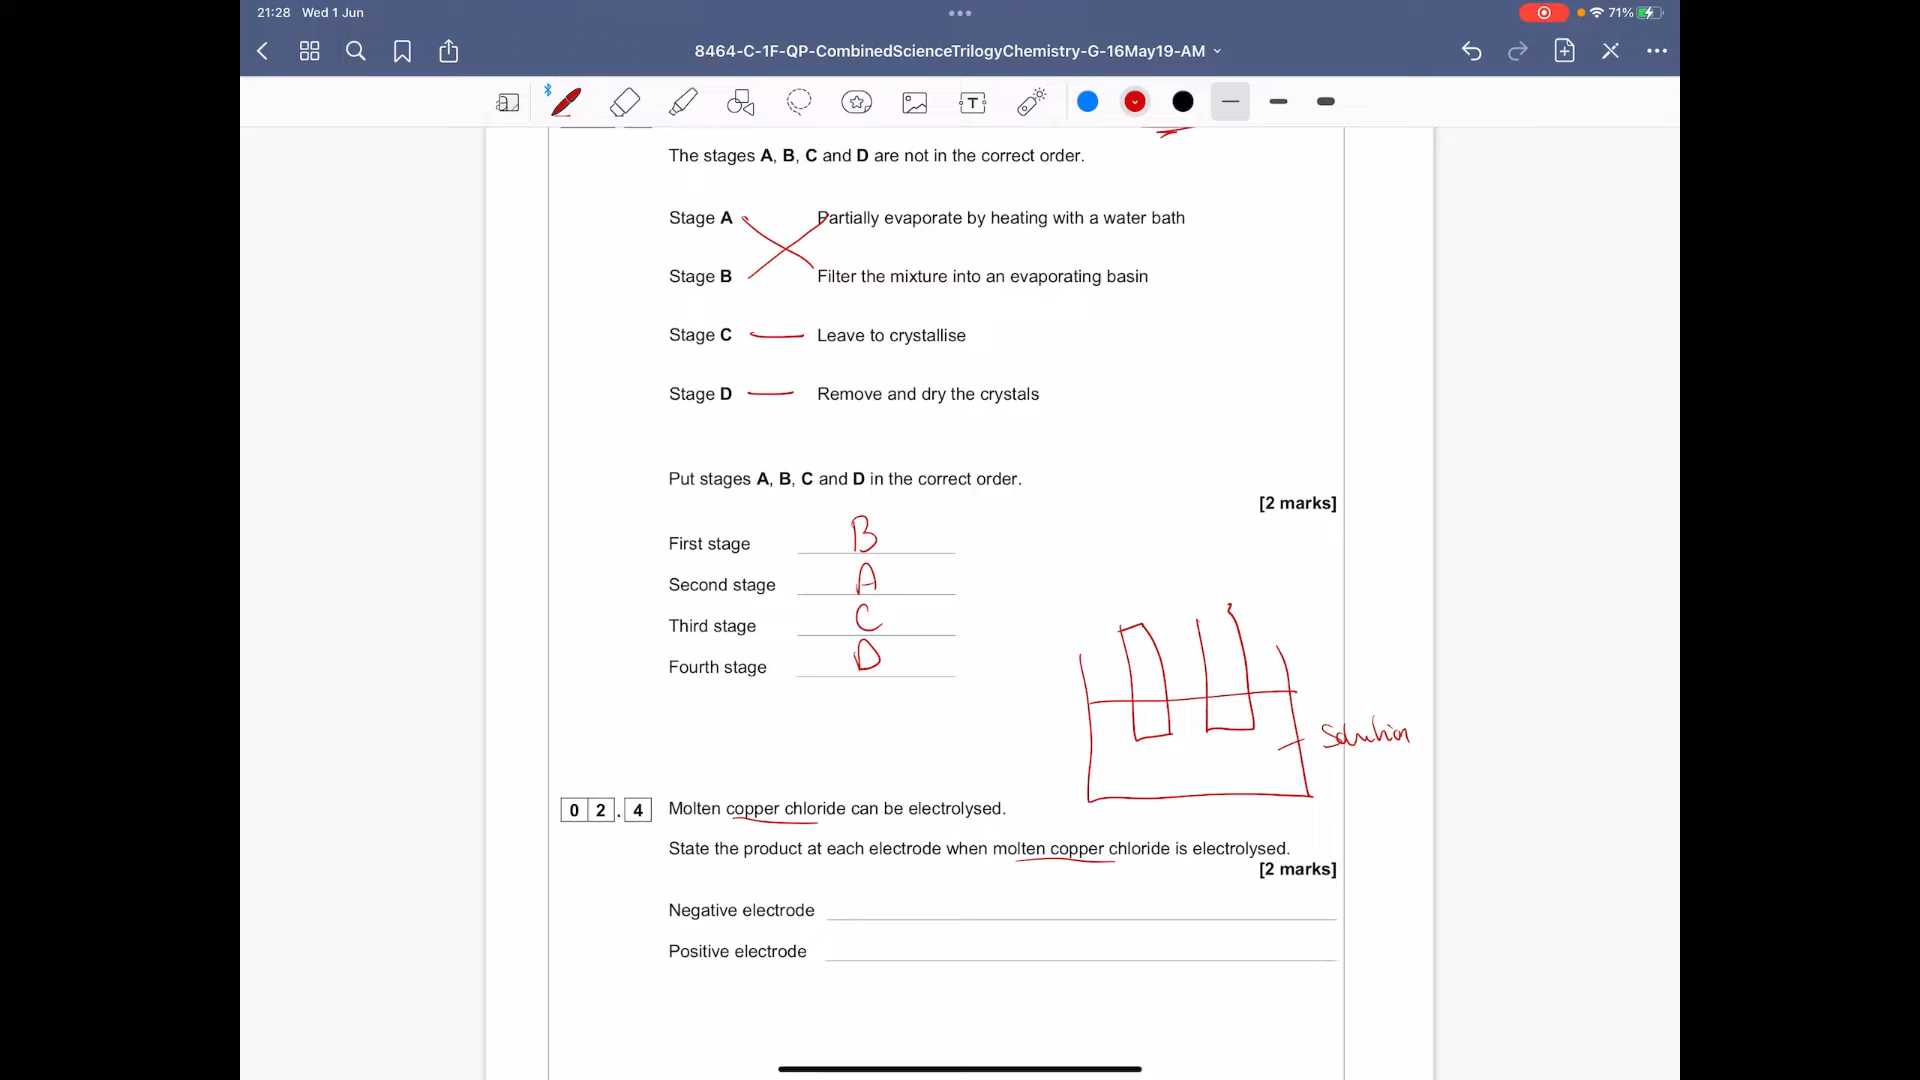 21:28 Wed 1 Jun
71%
8464-C-1F-QP-CombinedScienceTrilogyChemistry-G-16May19-AM
The stages A, B, C and D are not in the correct order.
Stage A Partially evaporate by heating with a water bath
Stage B Filter the mixture into an evaporating basin
Stage C Leave to crystallise
Stage D Remove and dry the crystals
Put stages A, B, C and D in the correct order.
[2 marks]
First stage B
Second stage A
Third stage C
Fourth stage D
Solution
02.4 Molten copper chloride can be electrolysed.
State the product at each electrode when molten copper chloride is electrolysed.
[2 marks]
Negative electrode
Positive electrode